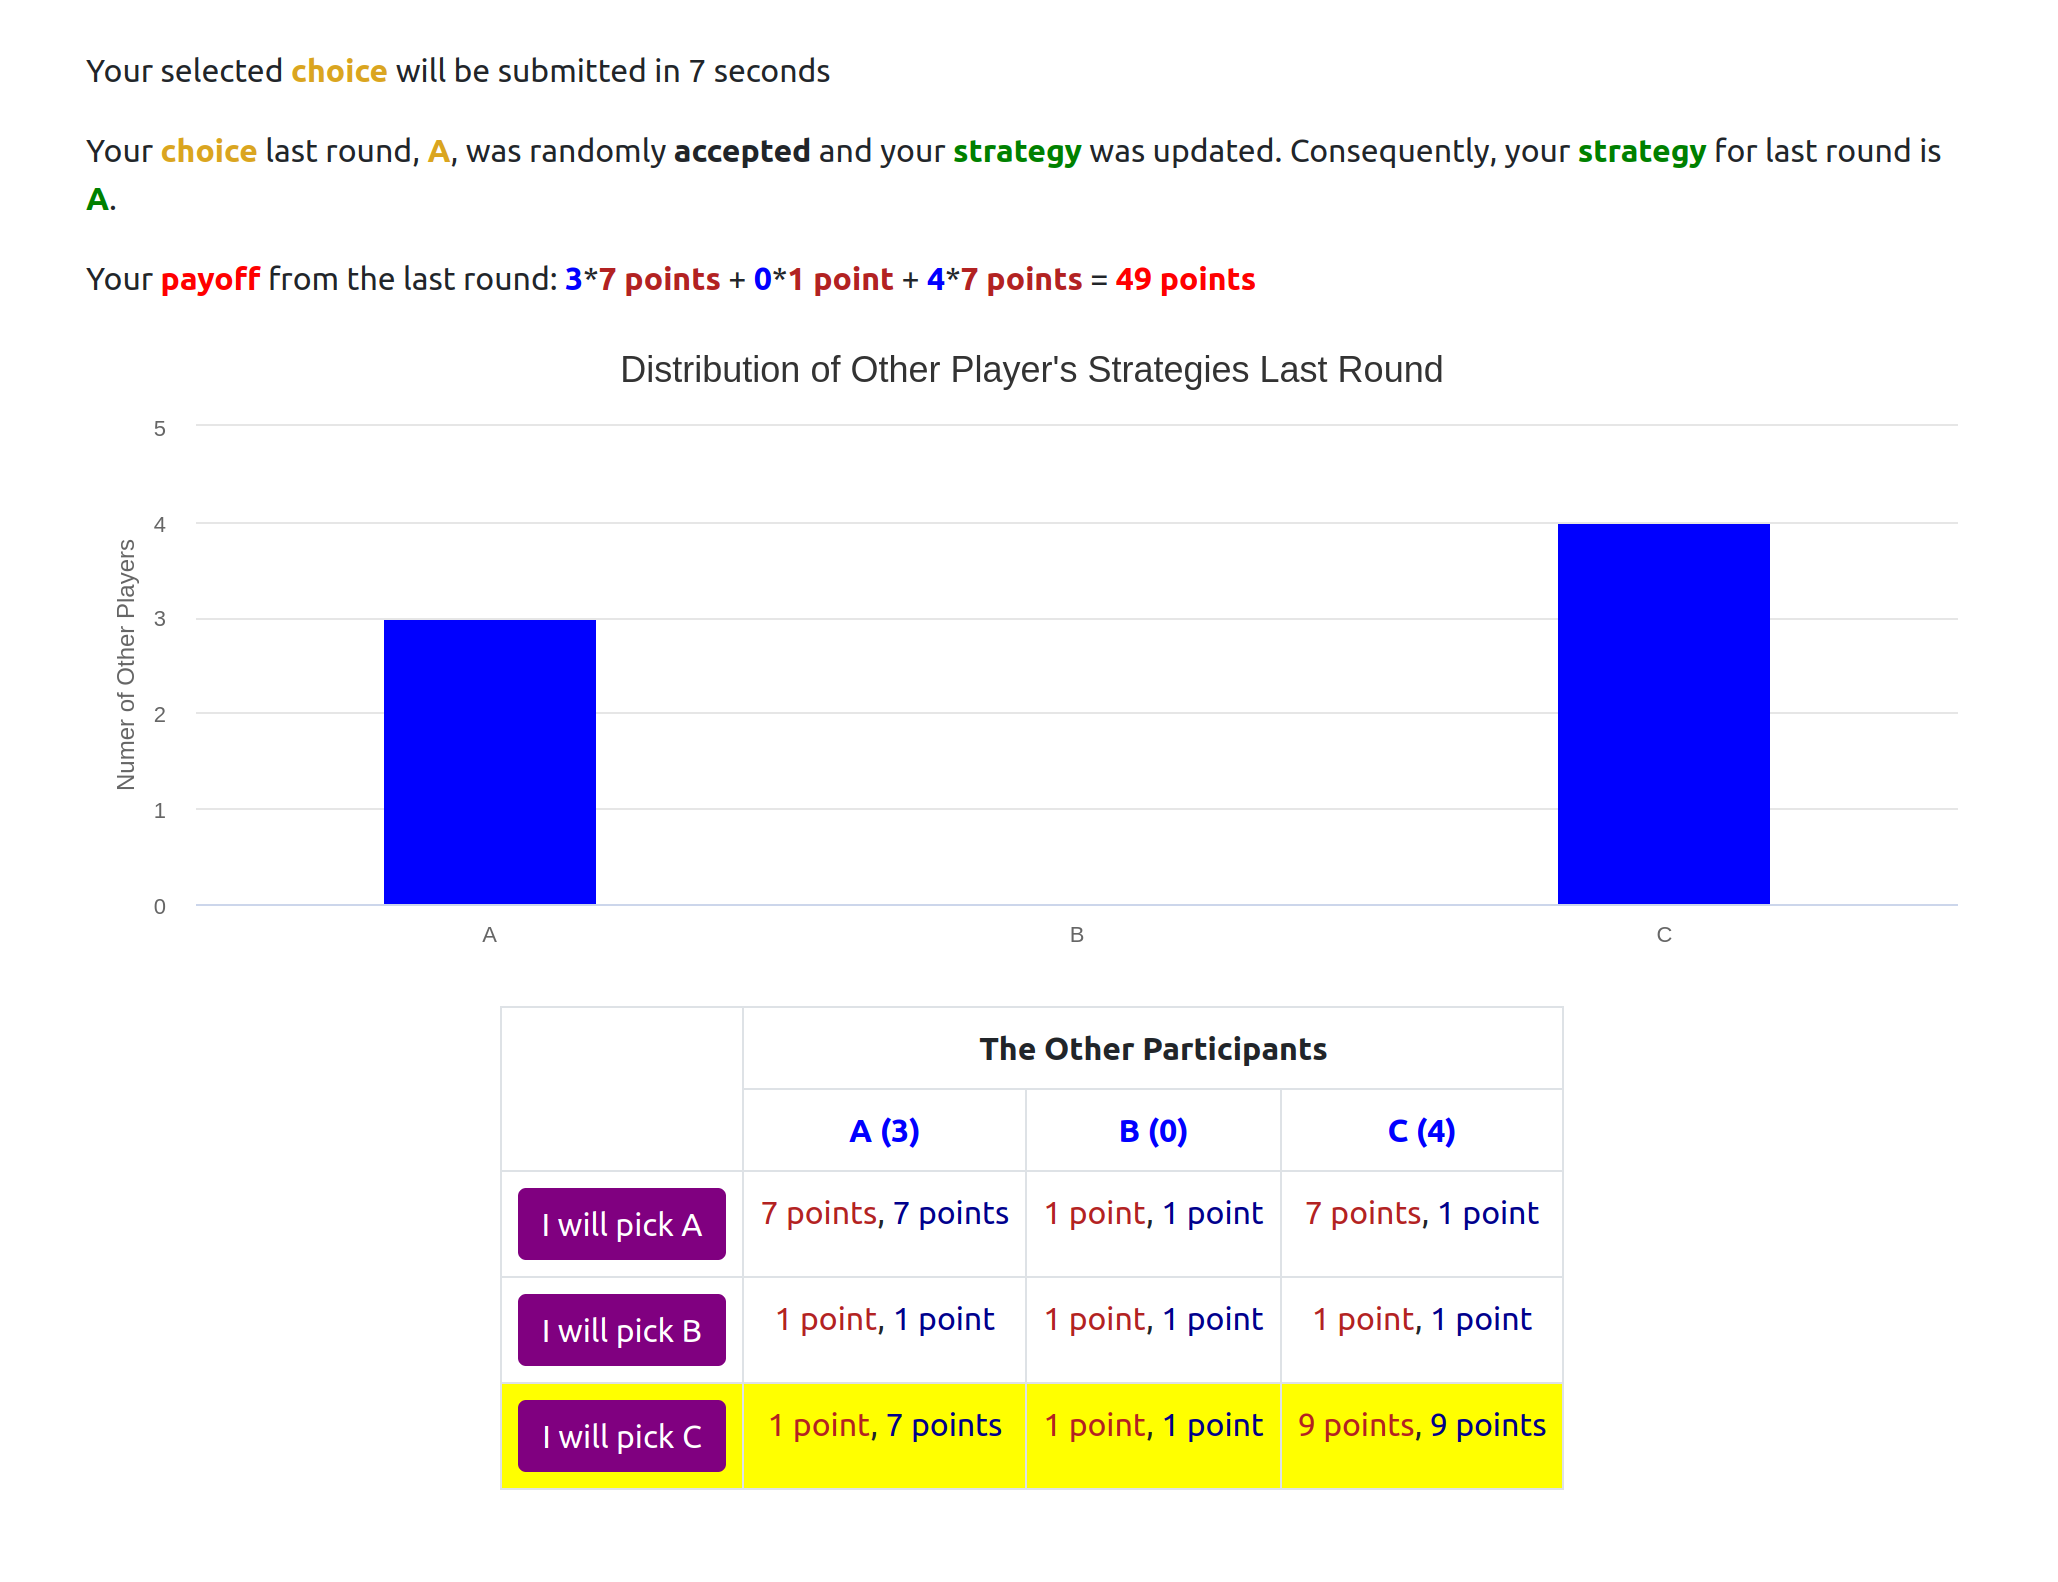 Your selected choice will be submitted in 7 seconds
Your choice last round, A, was randomly accepted and your strategy was updated. Consequently, your strategy for last round is
A.
Your payoff from the last round: 3*7 points + 0*1 point + 4*7 points = 49 points
Distribution of Other Player's Strategies Last Round
Numer of Other Players
5
4
3
2
1
0
A B C
The Other Participants
A (3) B (0) C (4)
I will pick A 7 points, 7 points 1 point, 1 point 7 points, 1 point
I will pick B 1 point, 1 point 1 point, 1 point 1 point, 1 point
I will pick C 1 point, 7 points 1 point, 1 point 9 points, 9 points